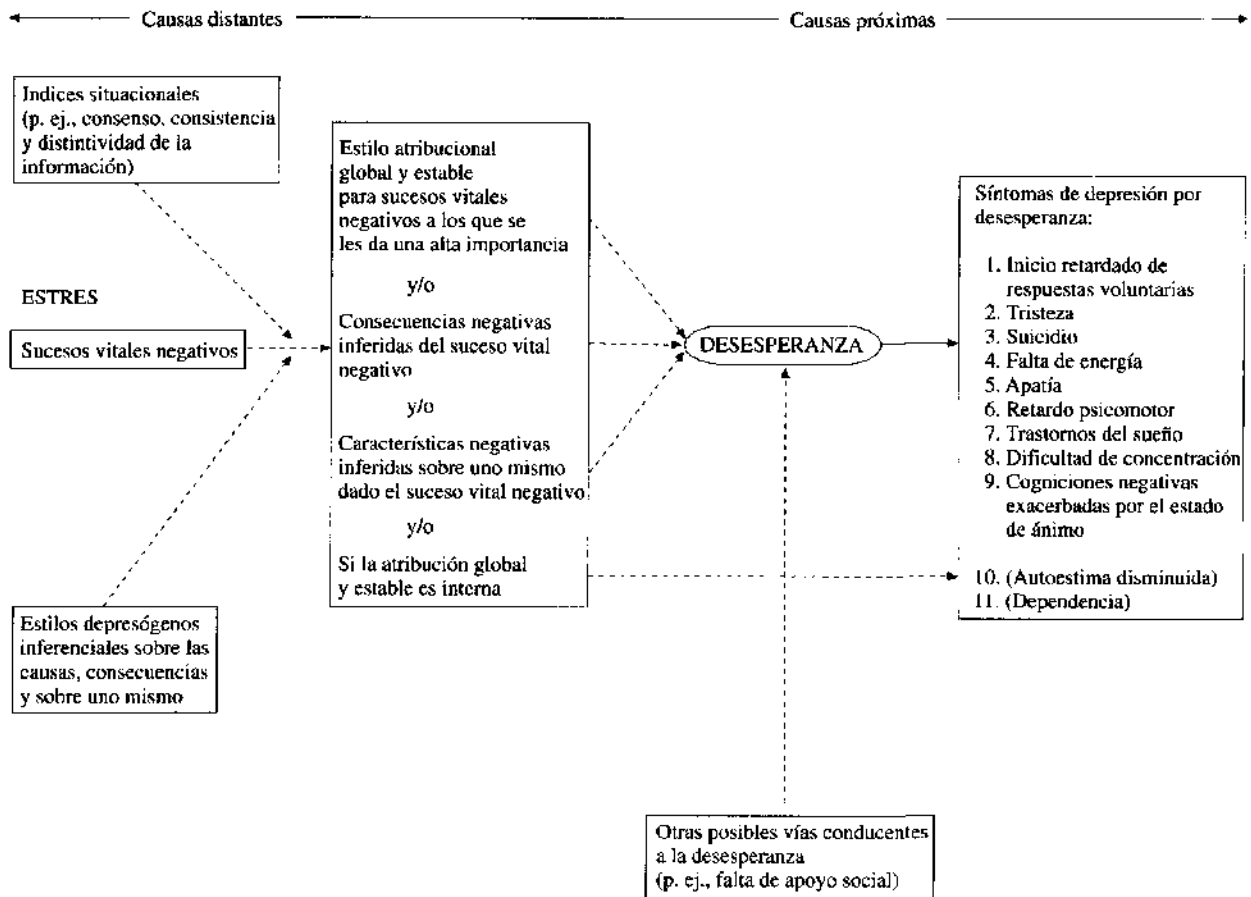 Causas distantes
Causas próximas
Indices situacionales
(p. ej., consenso, consistencia
y distintividad de la
información)
ESTRES
Sucesos vitales negativos
Estilos depresógenos
inferenciales sobre las
causas, consecuencias
y sobre uno mismo
Estilo atribucional
global y estable
para sucesos vitales
negativos a los que se
les da una alta importancia
y/o
Consecuencias negativas
inferidas del suceso vital
negativo
y/o
Características negativas
inferidas sobre uno mismo
dado el suceso vital negativo
y/o
Si la atribución global
y estable es interna
DESESPERANZA
Otras posibles vías conducentes
a la desesperanza
(p. ej., falta de apoyo social)
Síntomas de depresión por
desesperanza:
1. Inicio retardado de
respuestas voluntarias
2. Tristeza
3. Suicidio
4. Falta de energía
5. Apatía
6. Retardo psicomotor
7. Trastornos del sueño
8. Dificultad de concentración
9. Cogniciones negativas
exacerbadas por el estado
de ánimo
10. (Autoestima disminuida)
11. (Dependencia)